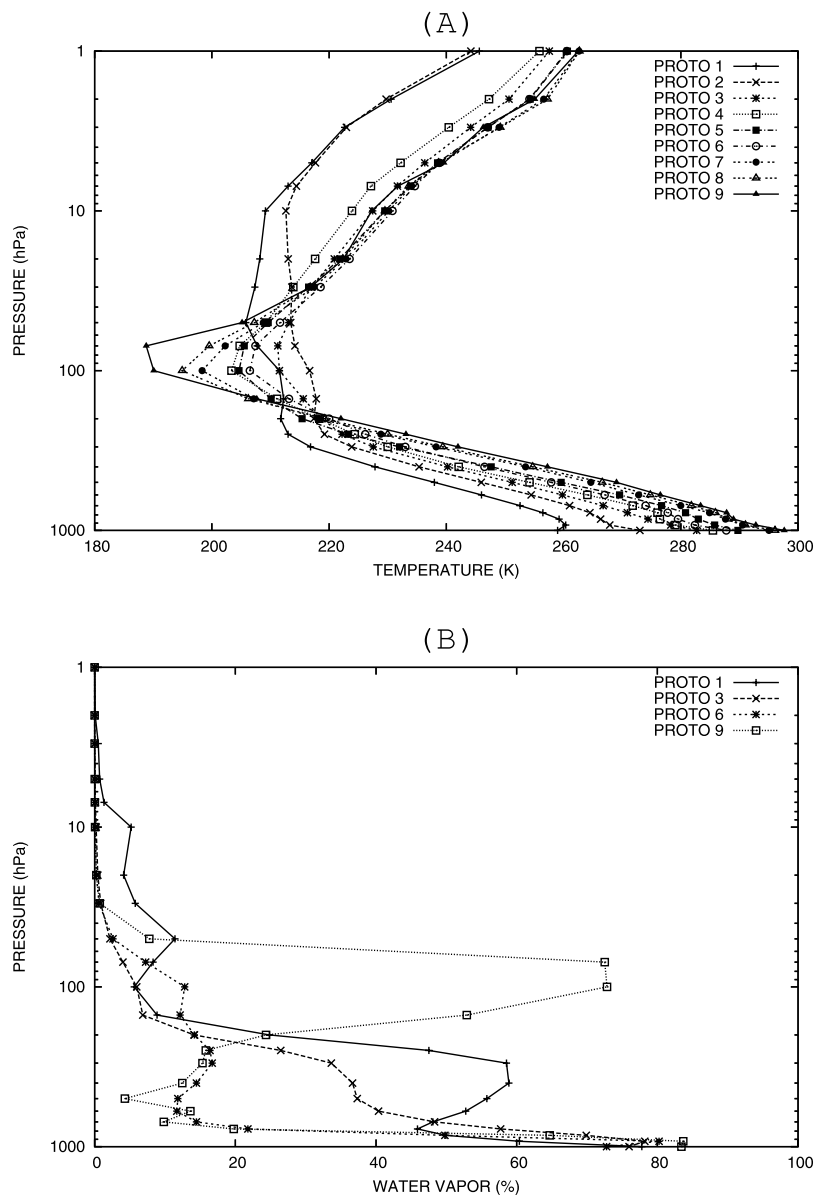 (A)
1
10
100
1000
PRESSURE (hPa)
180 200 220 240 260 280 300
TEMPERATURE (K)
PROTO 1
PROTO 2
PROTO 3
PROTO 4
PROTO 5
PROTO 6
PROTO 7
PROTO 8
PROTO 9
(B)
1
10
100
1000
PRESSURE (hPa)
0 20 40 60 80 100
WATER VAPOR (%)
PROTO 1
PROTO 3
PROTO 6
PROTO 9